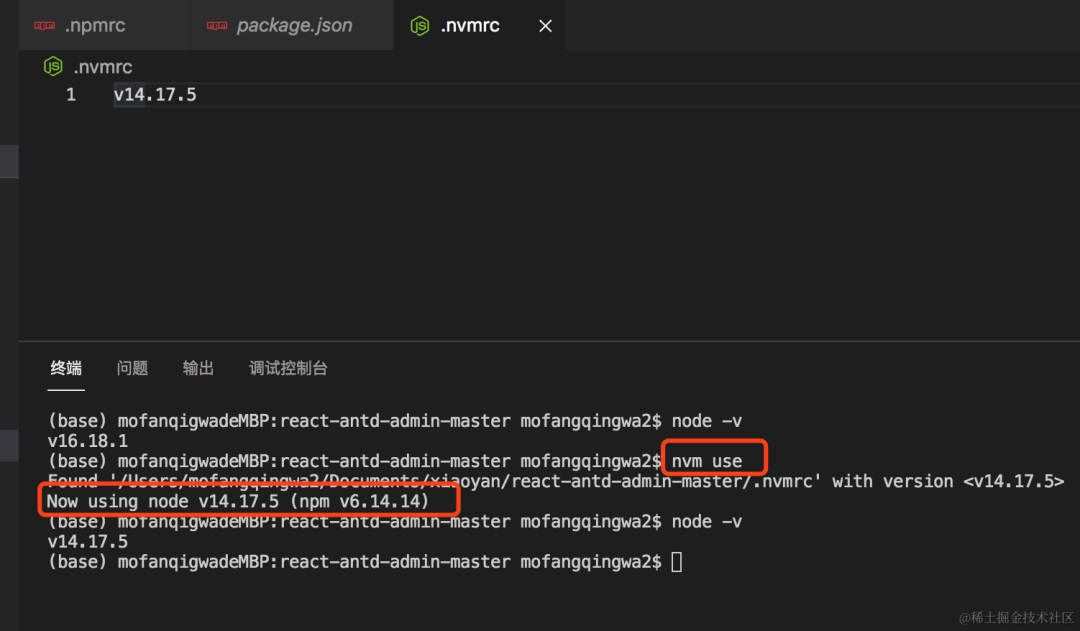 .npmrc package.json .nvmrc
.nvmrc
1 v14.17.5
终端 问题 输出 调试控制台
(base) mofanqigwadeMBP:react-antd-admin-master mofangqingwa2$ node -v
v16.18.1
(base) mofanqigwadeMBP:react-antd-admin-master mofangqingwa2$ nvm use
Found '/Users/mofangqingwa2/Documents/xiaoyan/react-antd-admin-master/.nvmrc' with version <v14.17.5>
Now using node v14.17.5 (npm v6.14.14)
(base) mofanqigwadeMBP:react-antd-admin-master mofangqingwa2$ node -v
v14.17.5
(base) mofanqigwadeMBP:react-antd-admin-master mofangqingwa2$
@稀土掘金技术社区